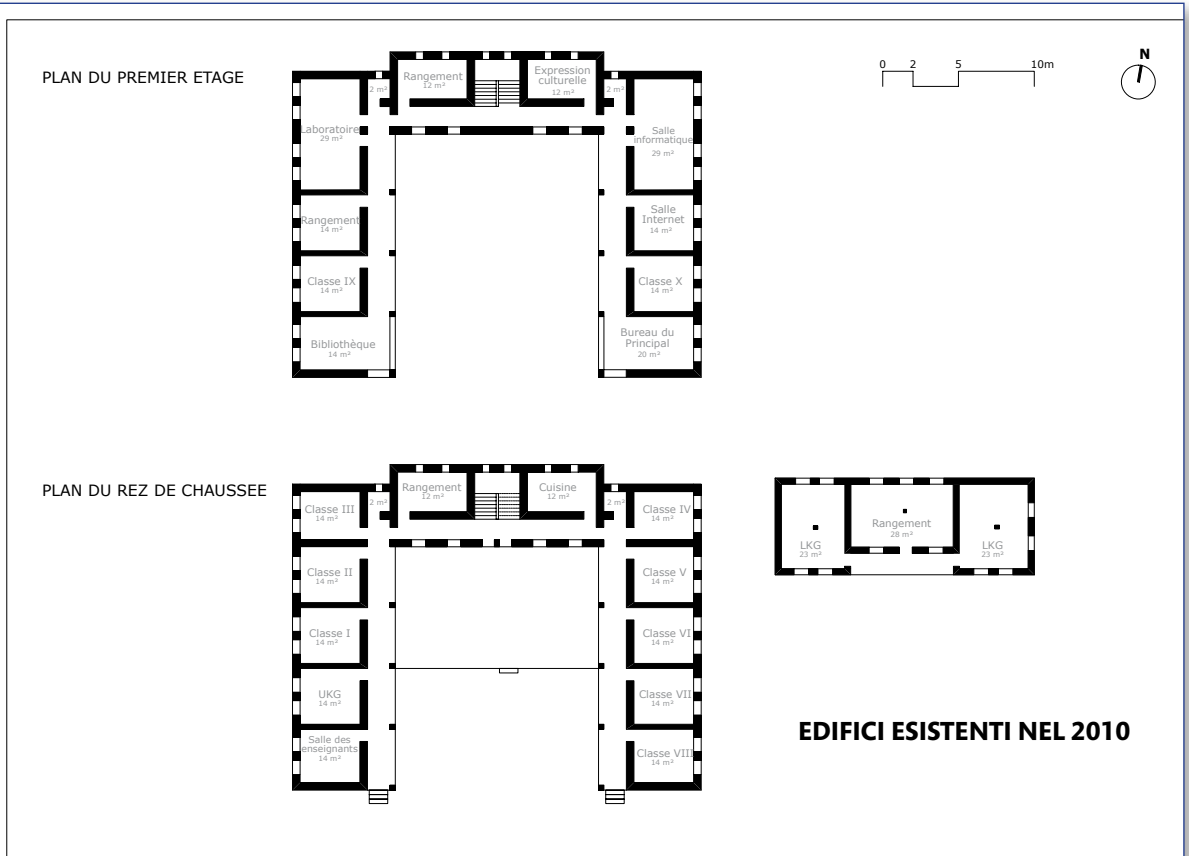 PLAN DU PREMIER ETAGE
0 2 5 10m
N
Rangement
12 m²
Expression
culturelle
12 m²
2 m²
2 m²
Laboratoire
29 m²
Salle
informatique
29 m²
Rangement
14 m²
Salle
Internet
14 m²
Classe IX
14 m²
Classe X
14 m²
Bibliothèque
14 m²
Bureau du
Principal
20 m²
PLAN DU REZ DE CHAUSSEE
Rangement
12 m²
Cuisine
12 m²
Classe III
14 m²
2 m²
2 m²
Classe IV
14 m²
Classe II
14 m²
Classe V
14 m²
Classe I
14 m²
Classe VI
14 m²
UKG
14 m²
Classe VII
14 m²
Salle des
enseignants
14 m²
Classe VIII
14 m²
LKG
23 m²
Rangement
28 m²
LKG
23 m²
EDIFICI ESISTENTI NEL 2010